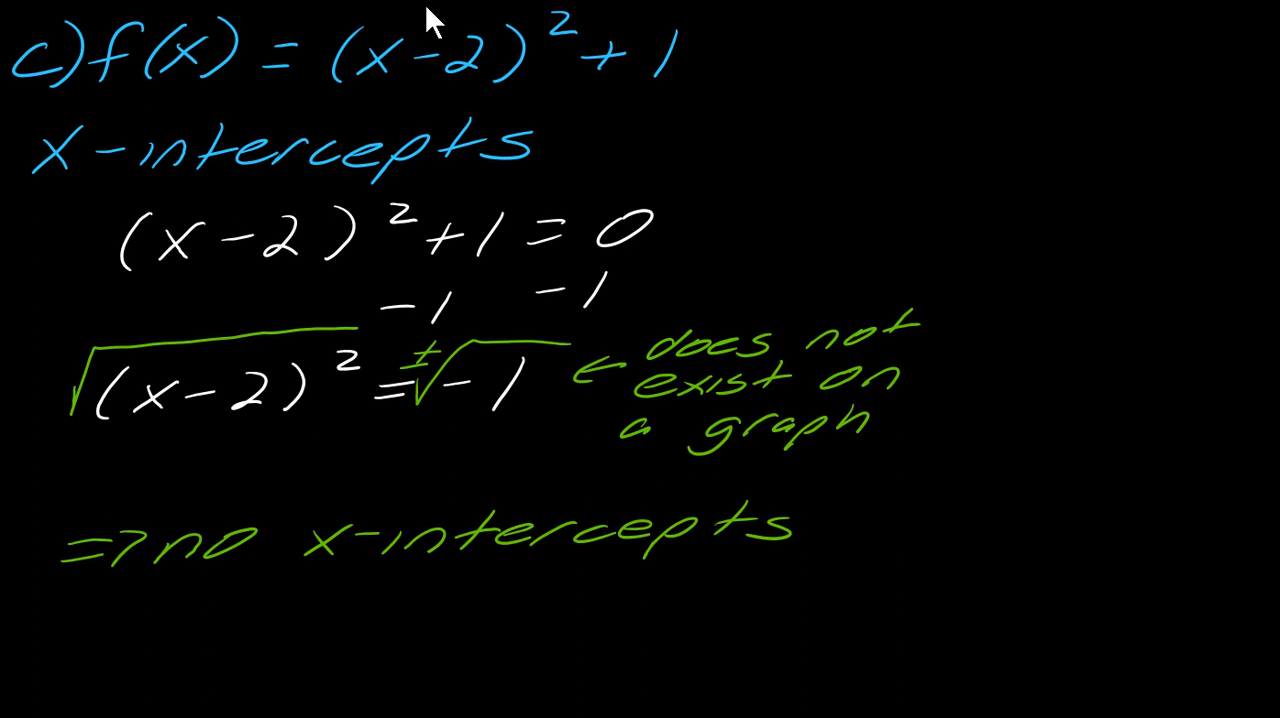 c) f(x) = (x-2)² + 1
x-intercepts
(x-2)² + 1 = 0
-1 -1
√(x-2)² = ±√-1 ← does not
exist on
a graph
=> no x-intercepts